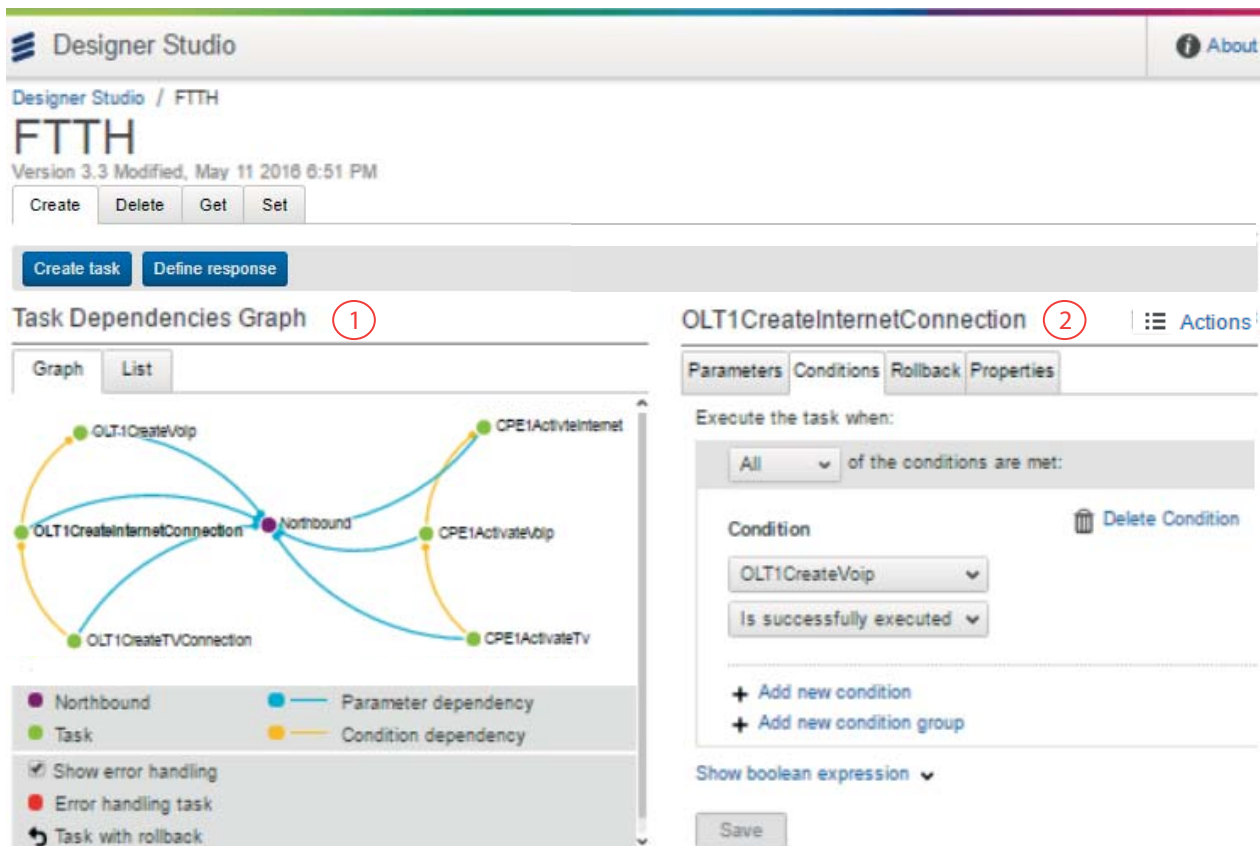 Designer Studio
About
Designer Studio / FTTH
FTTH
Version 3.3 Modified, May 11 2016 6:51 PM
Create Delete Get Set
Create task Define response
Task Dependencies Graph 1
Graph List
OLT1CreateVoip
CPE1ActivteInternet
OLT1CreateInternetConnection
Northbound
CPE1ActivateVoip
OLT1CreateTVConnection
CPE1ActivateTv
Northbound Parameter dependency
Task Condition dependency
Show error handling
Error handling task
Task with rollback
OLT1CreateInternetConnection 2 Actions
Parameters Conditions Rollback Properties
Execute the task when:
All of the conditions are met:
Condition Delete Condition
OLT1CreateVoip
Is successfully executed
Add new condition
Add new condition group
Show boolean expression
Save